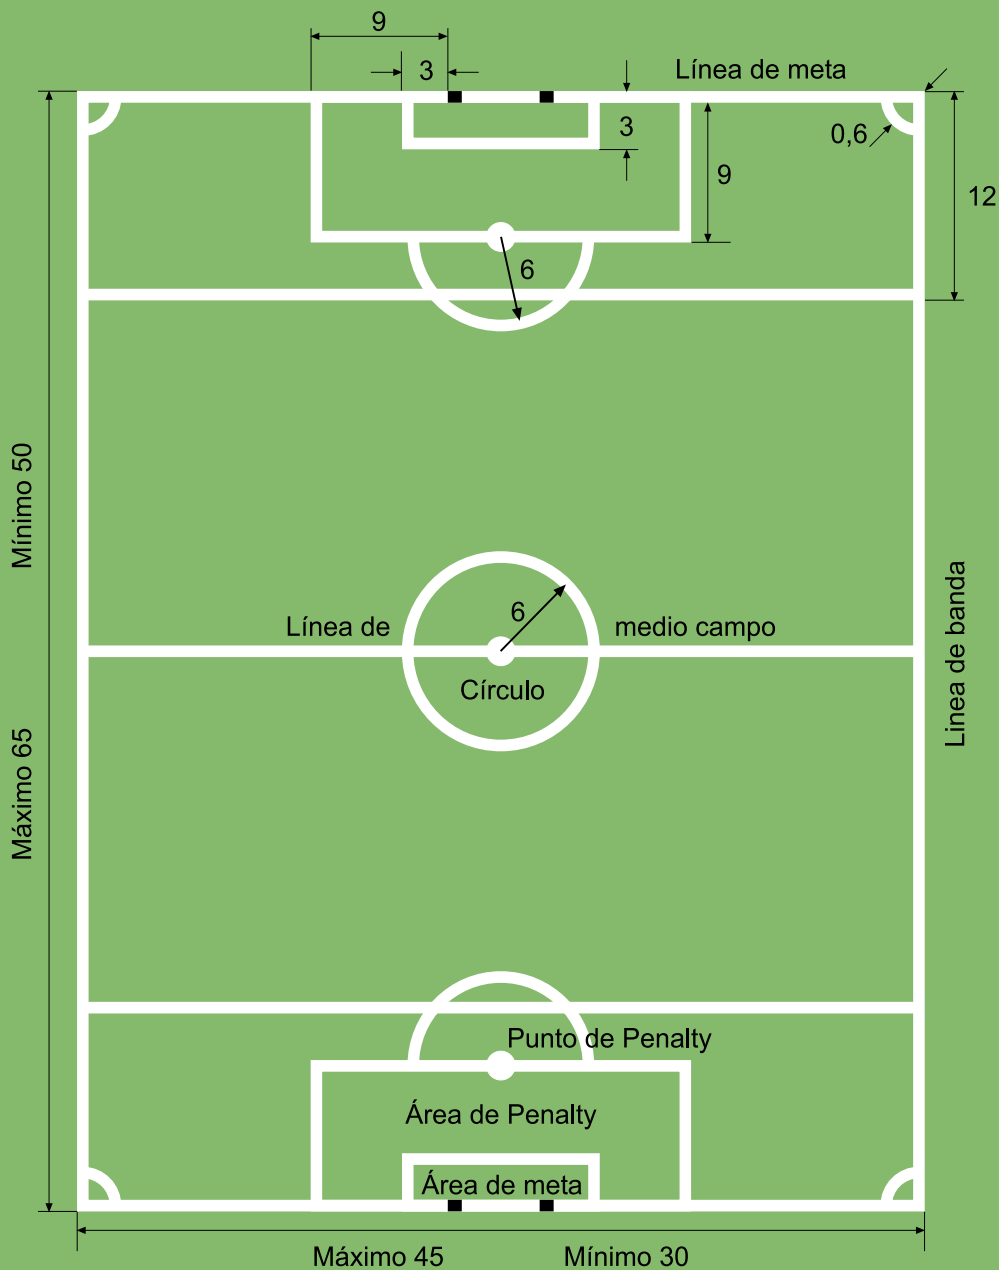 9
3
Línea de meta
3
0,6
9
12
6
Mínimo 50
6
Línea de
medio campo
Círculo
Linea de banda
Máximo 65
Punto de Penalty
Área de Penalty
Área de meta
Máximo 45
Mínimo 30